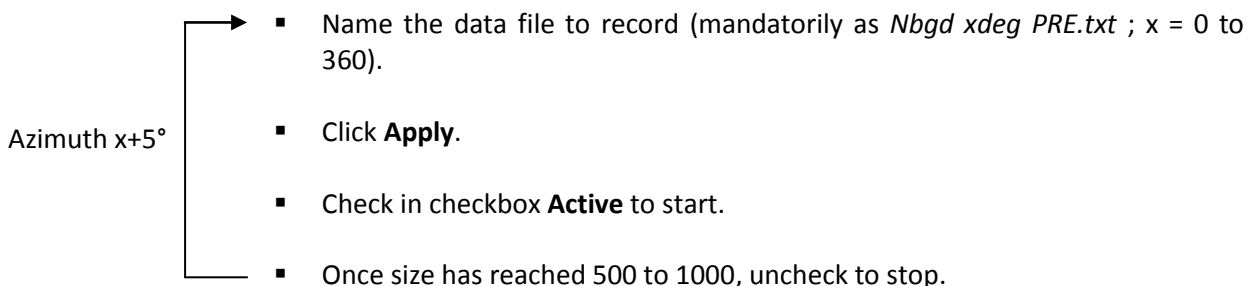 ▪ Name the data file to record (mandatorily as Nbgd xdeg PRE.txt ; x = 0 to
360).
Azimuth x+5°
▪ Click Apply.
▪ Check in checkbox Active to start.
▪ Once size has reached 500 to 1000, uncheck to stop.